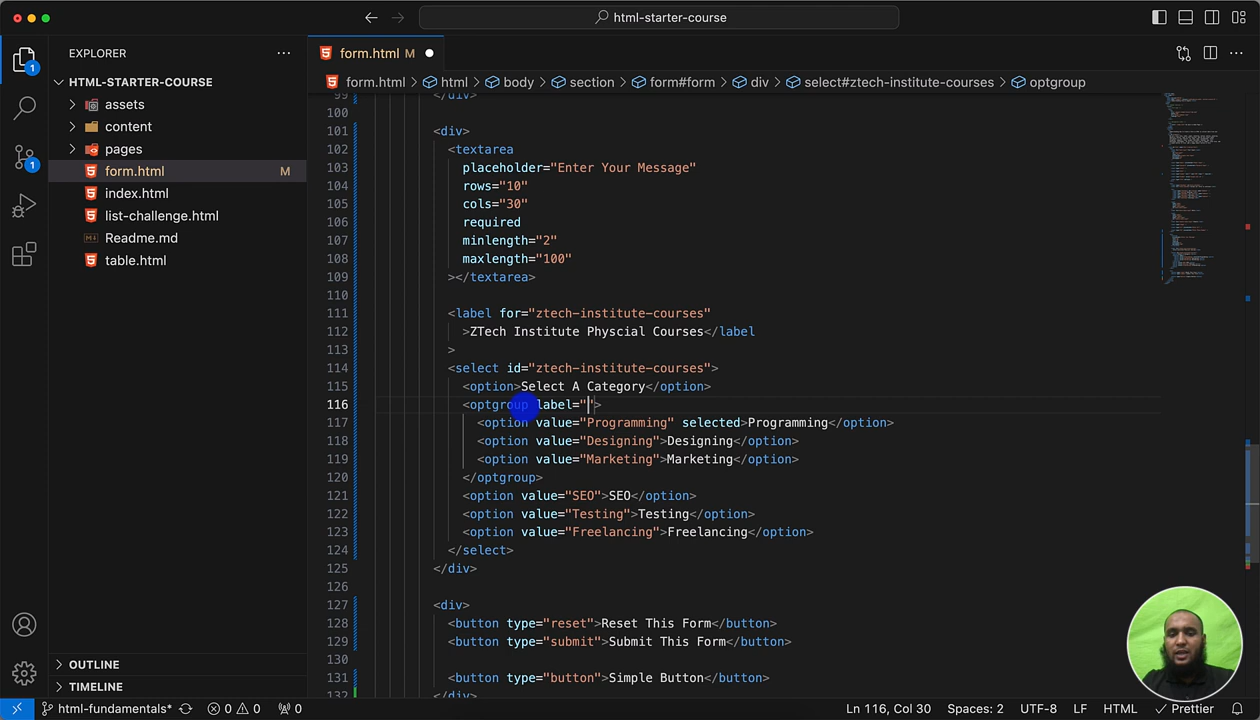 html-starter-course
EXPLORER
form.html M
form.html > html > body > section > form#form > div > select#ztech-institute-courses > optgroup
HTML-STARTER-COURSE
assets
content
pages
form.html M
index.html
list-challenge.html
Readme.md
table.html
OUTLINE
TIMELINE
1
1
99 </div>
100
101 <div>
102 <textarea
103 placeholder="Enter Your Message"
104 rows="10"
105 cols="30"
106 required
107 minlength="2"
108 maxlength="100"
109 ></textarea>
110
111 <label for="ztech-institute-courses"
112 >ZTech Institute Physcial Courses</label
113 >
114 <select id="ztech-institute-courses">
115 <option>Select A Category</option>
116 <optgroup label="">
117 <option value="Programming" selected>Programming</option>
118 <option value="Designing">Designing</option>
119 <option value="Marketing">Marketing</option>
120 </optgroup>
121 <option value="SEO">SEO</option>
122 <option value="Testing">Testing</option>
123 <option value="Freelancing">Freelancing</option>
124 </select>
125 </div>
126
127 <div>
128 <button type="reset">Reset This Form</button>
129 <button type="submit">Submit This Form</button>
130
131 <button type="button">Simple Button</button>
132 </div>
html-fundamentals* 0 0 0 Ln 116, Col 30 Spaces: 2 UTF-8 LF HTML Prettier